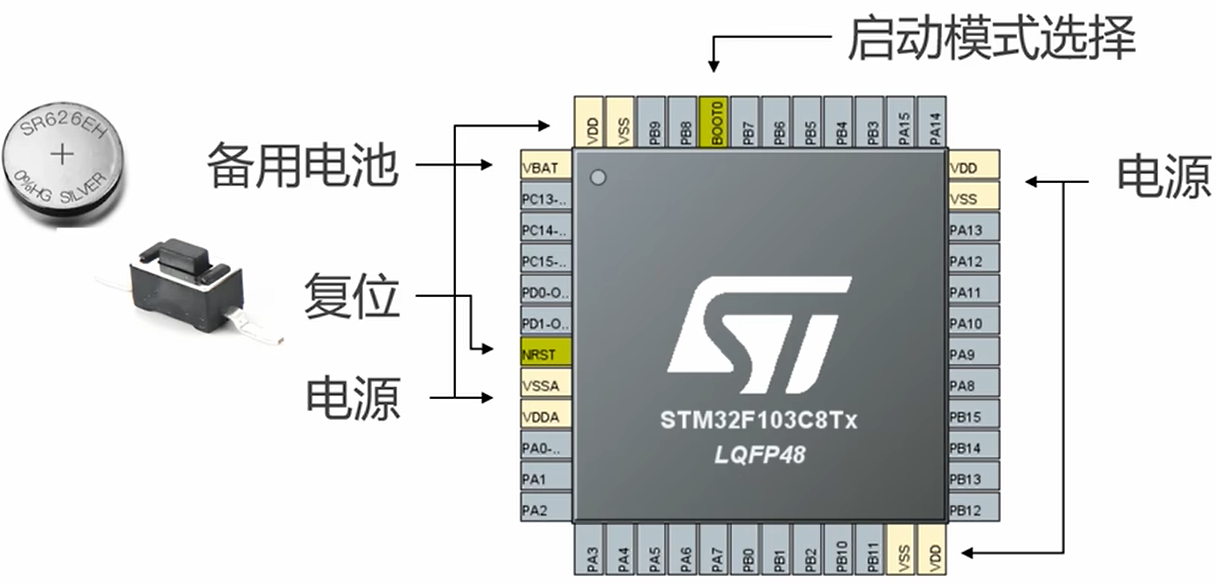 启动模式选择
SR626EH
+
0%HG SILVER
备用电池
复位
电源
电源
VDD
VSS
PB9
PB8
BOOT0
PB7
PB6
PB5
PB4
PB3
PA15
PA14
VBAT
PC13-..
PC14-..
PC15-..
PD0-O..
PD1-O..
NRST
VSSA
VDDA
PA0-..
PA1
PA2
ST
STM32F103C8Tx
LQFP48
VDD
VSS
PA13
PA12
PA11
PA10
PA9
PA8
PB15
PB14
PB13
PB12
PA3
PA4
PA5
PA6
PA7
PB0
PB1
PB2
PB10
PB11
VSS
VDD